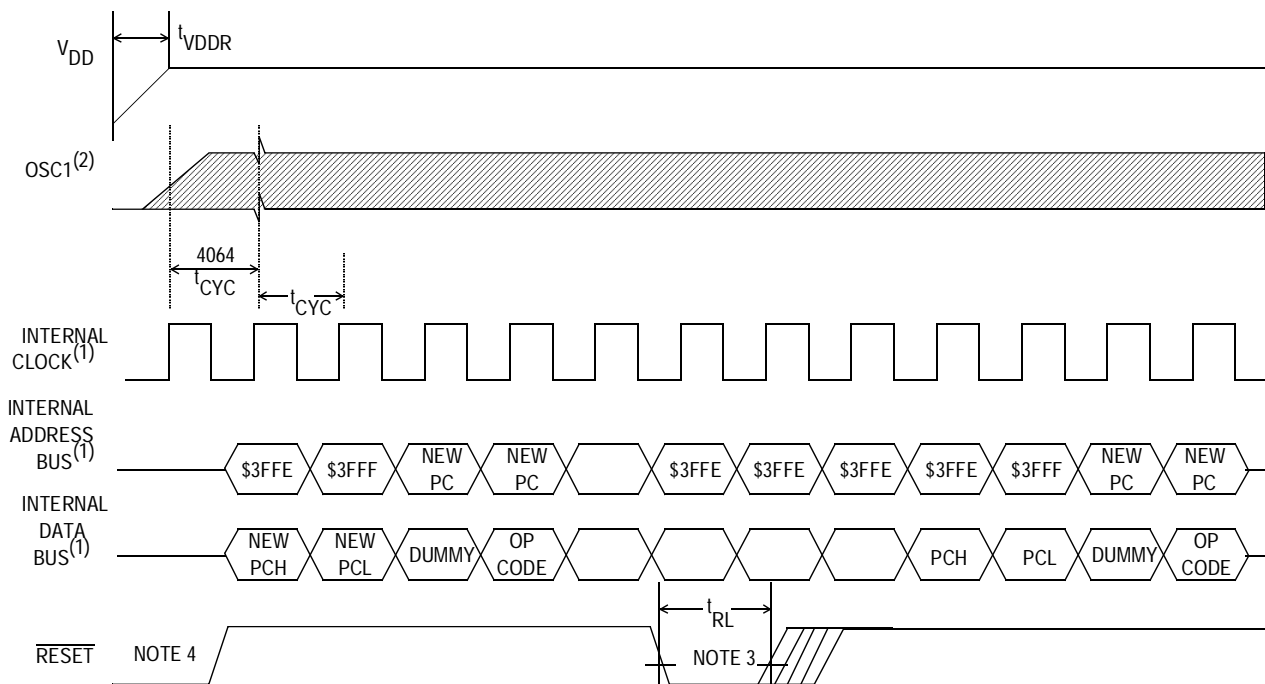 tVDDR
VDD
OSC1(2)
4064
tCYC
tCYC
INTERNAL
CLOCK(1)
INTERNAL
ADDRESS
BUS(1)
$3FFE $3FFF NEW PC NEW PC $3FFE $3FFE $3FFE $3FFE $3FFF NEW PC NEW PC
INTERNAL
DATA
BUS(1)
NEW PCH NEW PCL DUMMY OP CODE PCH PCL DUMMY OP CODE
tRL
RESET NOTE 4 NOTE 3